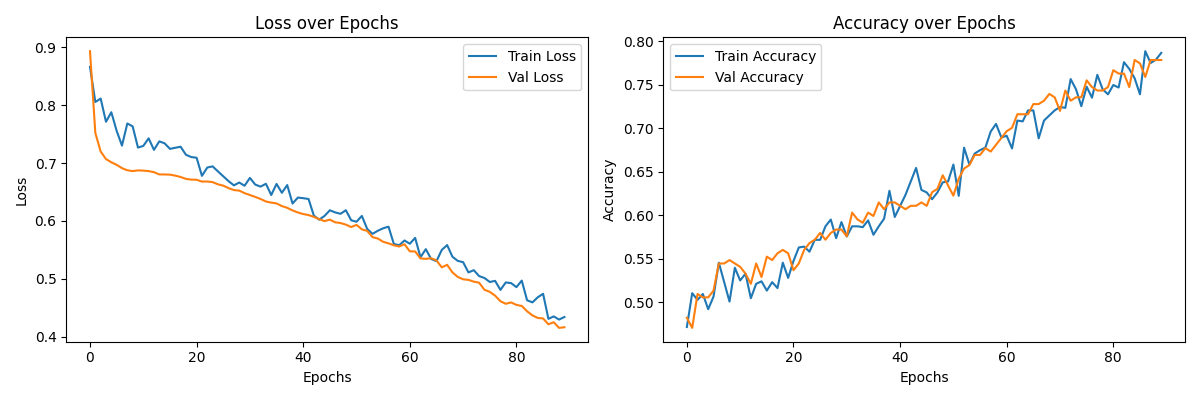 Loss over Epochs
Train Loss
Val Loss
0.9
0.8
0.7
0.6
0.5
0.4
Loss
0
20
40
60
80
Epochs
Accuracy over Epochs
Train Accuracy
Val Accuracy
0.80
0.75
0.70
0.65
0.60
0.55
0.50
Accuracy
0
20
40
60
80
Epochs